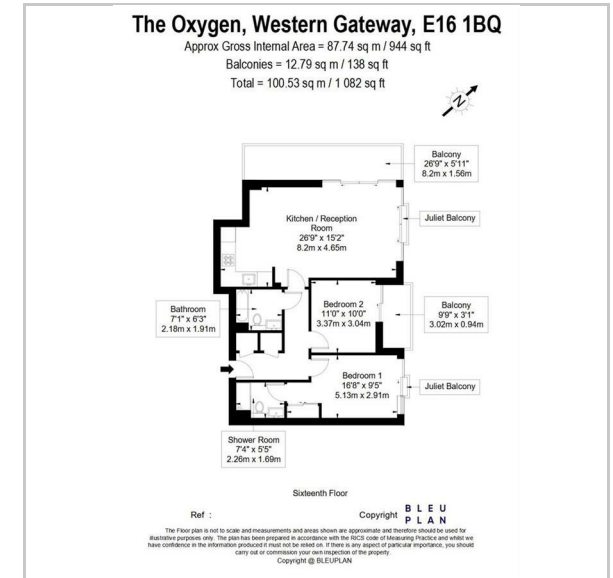 The Oxygen, Western Gateway, E16 1BQ
Approx Gross Internal Area = 87.74 sq m / 944 sq ft
Balconies = 12.79 sq m / 138 sq ft
Total = 100.53 sq m / 1 082 sq ft
N
Balcony
26'9" x 5'11"
8.2m x 1.56m
Kitchen / Reception
Room
26'9" x 15'2"
8.2m x 4.65m
Juliet Balcony
Bathroom
7'1" x 6'3"
2.18m x 1.91m
Bedroom 2
11'0" x 10'0"
3.37m x 3.04m
Balcony
9'9" x 3'1"
3.02m x 0.94m
Bedroom 1
16'8" x 9'5"
5.13m x 2.91m
Juliet Balcony
Shower Room
7'4" x 5'5"
2.26m x 1.69m
Sixteenth Floor
Ref :
Copyright
BLEU
PLAN
The Floor plan is not to scale and measurements and areas shown are approximate and therefore should be used for
illustrative purposes only. The plan has been prepared in accordance with the RICS code of Measuring Practice and whilst we
have confidence in the information produced it must not be relied on. If there is any aspect of particular importance, you should
carry out or commission your own inspection of the property.
Copyright @ BLEUPLAN